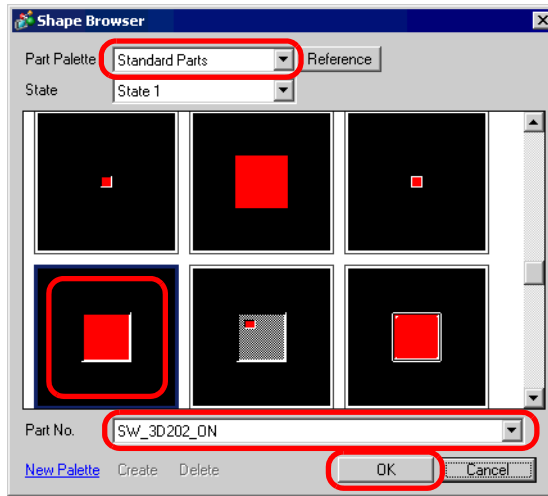 Shape Browser
Part Palette Standard Parts Reference
State State 1
Part No. SW_3D202_ON
New Palette Create Delete OK Cancel